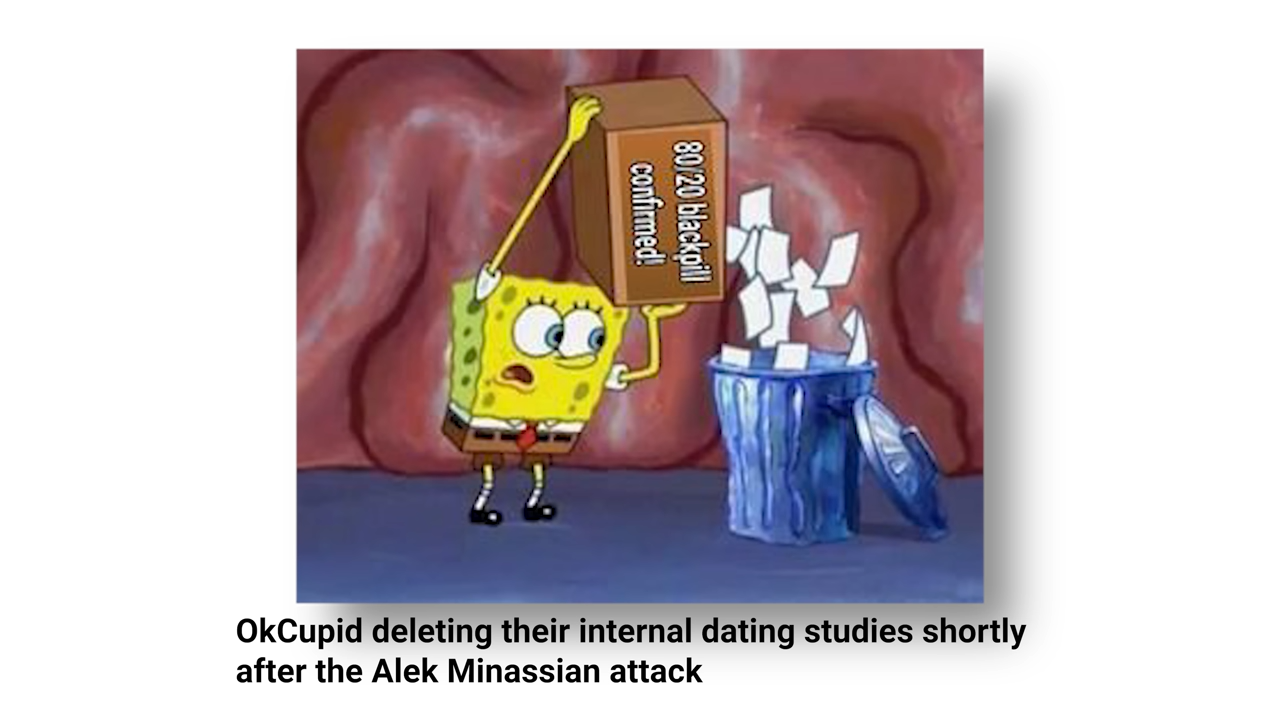 80/20 blackpill
confirmed!
OkCupid deleting their internal dating studies shortly
after the Alek Minassian attack